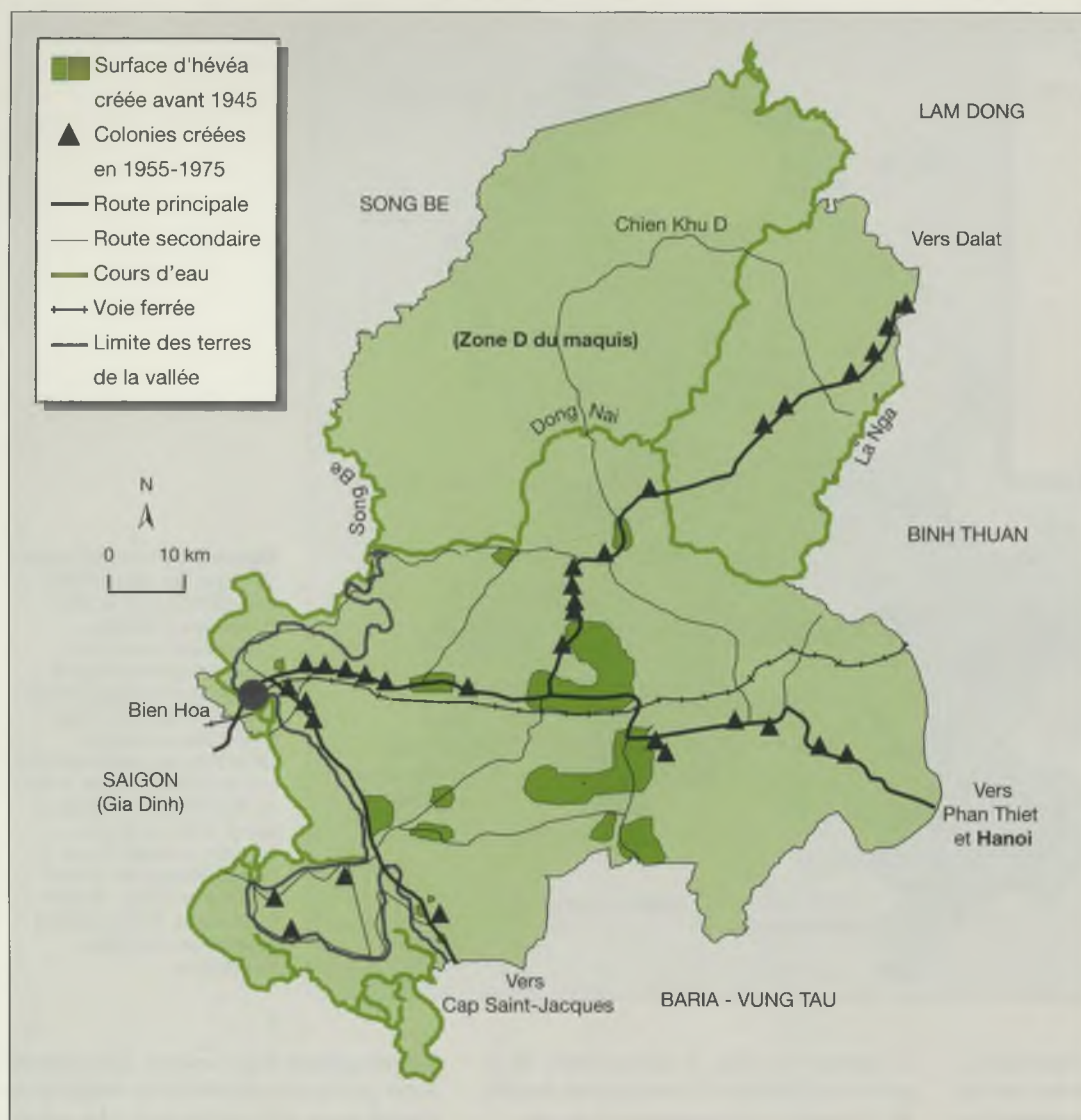 Surface d'hévéa
créée avant 1945
Colonies créées
en 1955-1975
Route principale
Route secondaire
Cours d'eau
Voie ferrée
Limite des terres
de la vallée
LAM DONG
SONG BE
Chien Khu D
Vers Dalat
(Zone D du maquis)
Dong Nai
La Nga
Song Be
N
0 10 km
BINH THUAN
Bien Hoa
SAIGON
(Gia Dinh)
Vers
Phan Thiet
et Hanoi
Vers
Cap Saint-Jacques
BARIA - VUNG TAU